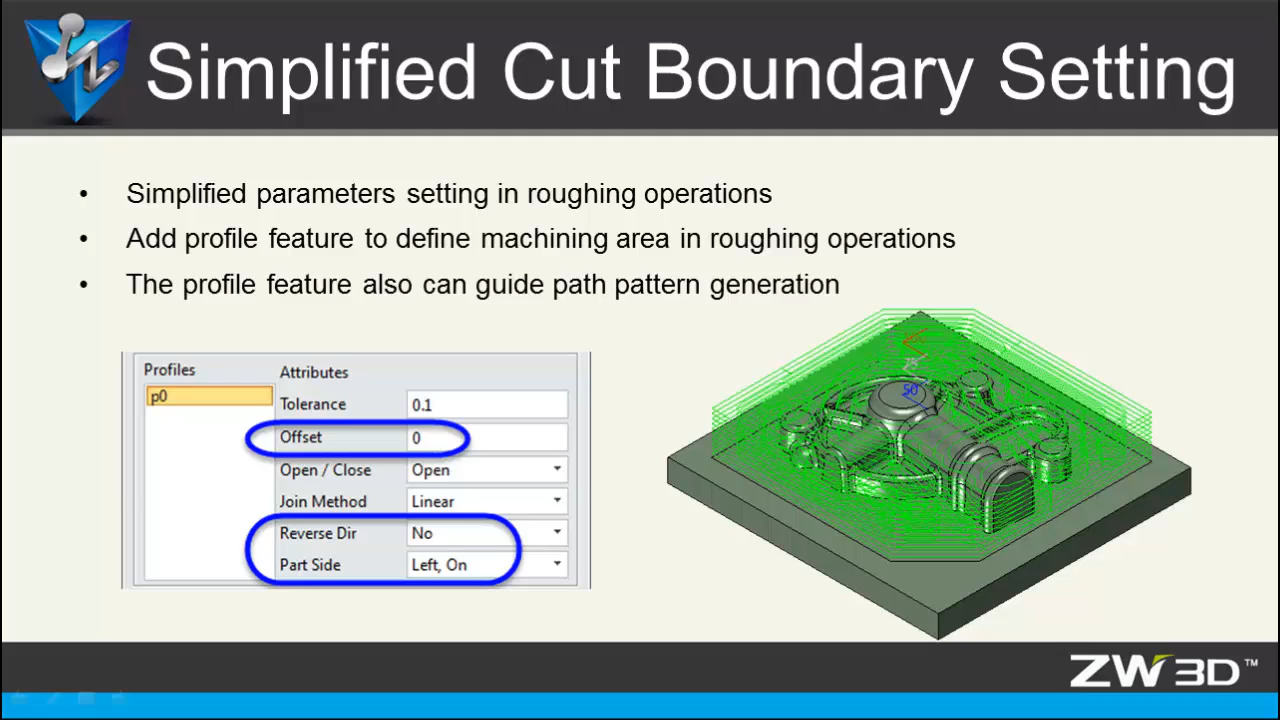 Simplified Cut Boundary Setting
• Simplified parameters setting in roughing operations
• Add profile feature to define machining area in roughing operations
• The profile feature also can guide path pattern generation
Profiles
p0
Attributes
Tolerance 0.1
Offset 0
Open / Close Open
Join Method Linear
Reverse Dir No
Part Side Left, On
50
ZW3D™